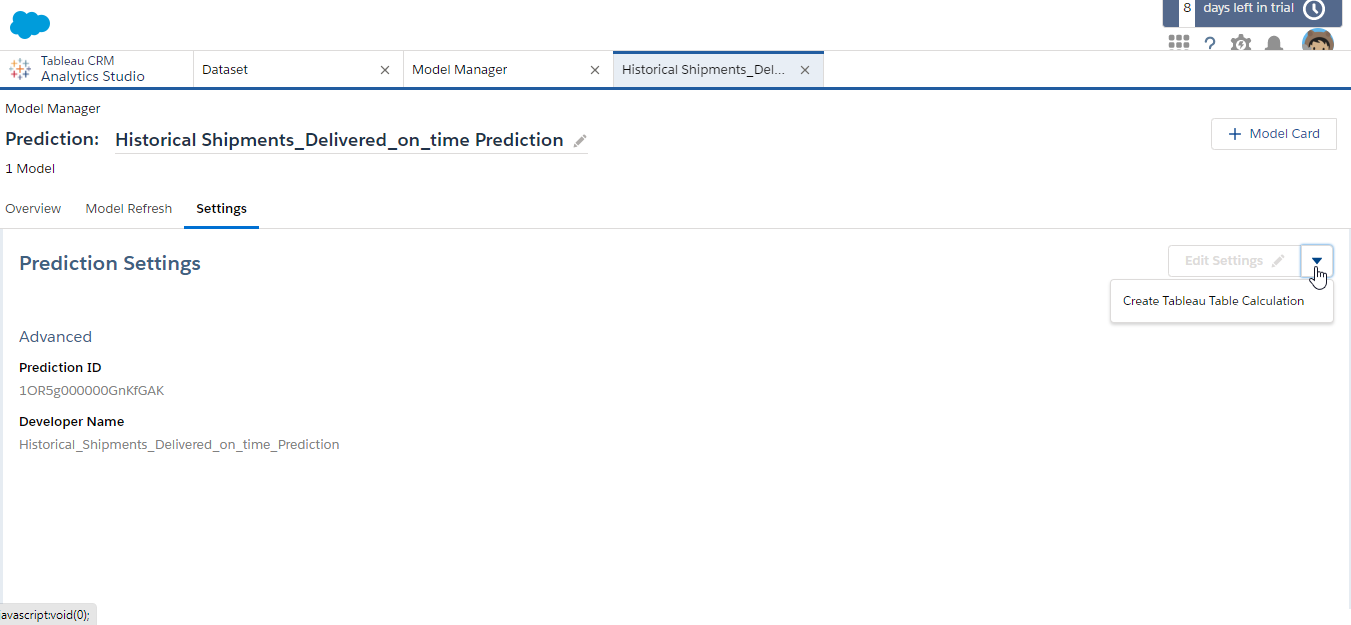 8 days left in trial
?
Tableau CRM
Analytics Studio
Dataset
Model Manager
Historical Shipments_Del...
Model Manager
Prediction: Historical Shipments_Delivered_on_time Prediction
+ Model Card
1 Model
Overview
Model Refresh
Settings
Prediction Settings
Edit Settings
Create Tableau Table Calculation
Advanced
Prediction ID
1OR5g000000GnKfGAK
Developer Name
Historical_Shipments_Delivered_on_time_Prediction
javascript:void(0);